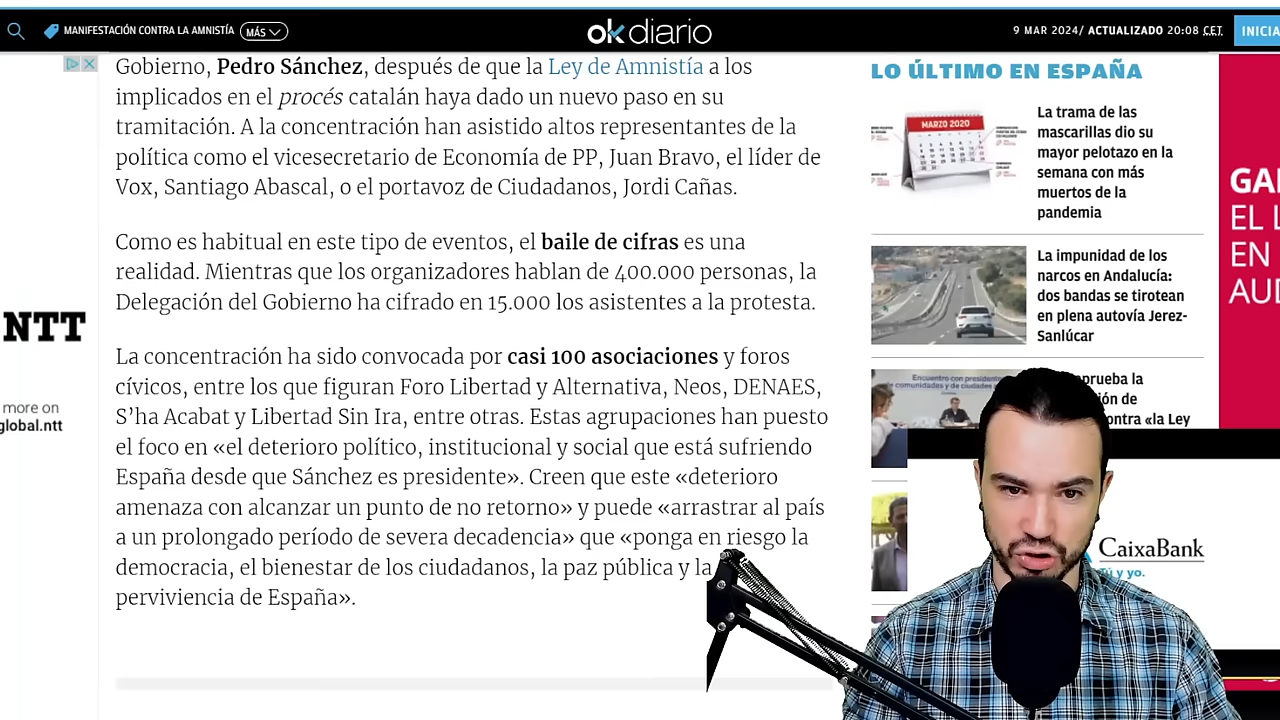 MANIFESTACIÓN CONTRA LA AMNISTÍA
MÁS
okdiario
9 MAR 2024/ ACTUALIZADO 20:08 CET
INICIA
Gobierno, Pedro Sánchez, después de que la Ley de Amnistía a los
implicados en el procés catalán haya dado un nuevo paso en su
tramitación. A la concentración han asistido altos representantes de la
política como el vicesecretario de Economía de PP, Juan Bravo, el líder de
Vox, Santiago Abascal, o el portavoz de Ciudadanos, Jordi Cañas.
Como es habitual en este tipo de eventos, el baile de cifras es una
realidad. Mientras que los organizadores hablan de 400.000 personas, la
Delegación del Gobierno ha cifrado en 15.000 los asistentes a la protesta.
La concentración ha sido convocada por casi 100 asociaciones y foros
cívicos, entre los que figuran Foro Libertad y Alternativa, Neos, DENAES,
S’ha Acabat y Libertad Sin Ira, entre otras. Estas agrupaciones han puesto
el foco en «el deterioro político, institucional y social que está sufriendo
España desde que Sánchez es presidente». Creen que este «deterioro
amenaza con alcanzar un punto de no retorno» y puede «arrastrar al país
a un prolongado período de severa decadencia» que «ponga en riesgo la
democracia, el bienestar de los ciudadanos, la paz pública y la
perviviencia de España».
NTT
more on
global.ntt
LO ÚLTIMO EN ESPAÑA
MARZO 2020
La trama de las
mascarillas dio su
mayor pelotazo en la
semana con más
muertos de la
pandemia
La impunidad de los
narcos en Andalucía:
dos bandas se tirotean
en plena autovía Jerez-
Sanlúcar
prueba la
ión de
ontra «la Ley
Encuentro con president
comunidades y de ciudades
GA
EL L
EN
AUD
CaixaBank
Tú y yo.